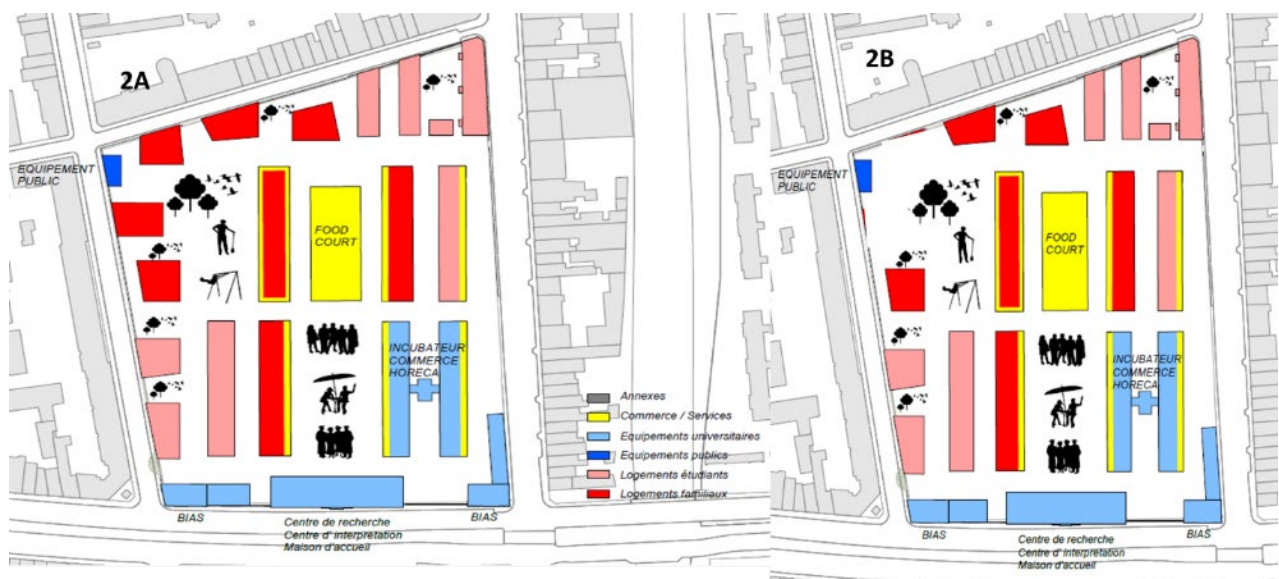 2A
EQUIPEMENT
PUBLIC
FOOD
COURT
INCUBATEUR
COMMERCE
HORECA
Annexes
Commerce / Services
Equipements universitaires
Equipements publics
Logements étudiants
Logements familiaux
BIAS
BIAS
Centre de recherche
Centre d' interprétation
Maison d'accueil
2B
EQUIPEMENT
PUBLIC
FOOD
COURT
INCUBATEUR
COMMERCE
HORECA
BIAS
BIAS
Centre de recherche
Centre d' interprétation
Maison d'accueil